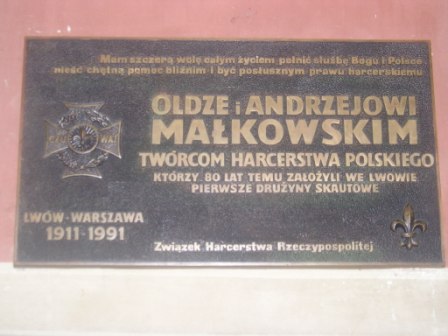 Mam szczerą wolę całym życiem pełnić służbę Bogu i Polsce
nieść chętną pomoc bliźnim i być posłusznym prawu harcerskiemu
OLDZE i ANDRZEJOWI
MAŁKOWSKIM
TWÓRCOM HARCERSTWA POLSKIEGO
KTÓRZY 80 LAT TEMU ZAŁOŻYLI WE LWOWIE
PIERWSZE DRUŻYNY SKAUTOWE
LWÓW - WARSZAWA
1911 - 1991
Związek Harcerstwa Rzeczypospolitej